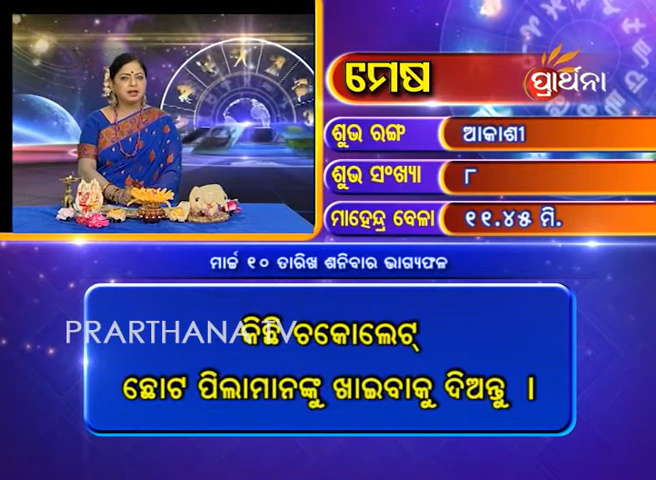 ମେଷ
ପ୍ରାର୍ଥନା
ଶୁଭ ରଙ୍ଗ ଆକାଶୀ
ଶୁଭ ସଂଖ୍ୟା ୮
ମାହେନ୍ଦ୍ର ବେଳା ୧୧.୪୫ ମି.
ମାର୍ଚ୍ଚ ୧୦ ତାରିଖ ଶନିବାର ଭାଗ୍ୟଫଳ
PRARTHANA TV
କିଛି ଚକୋଲେଟ୍
ଛୋଟ ପିଲାମାନଙ୍କୁ ଖାଇବାକୁ ଦିଅନ୍ତୁ ।